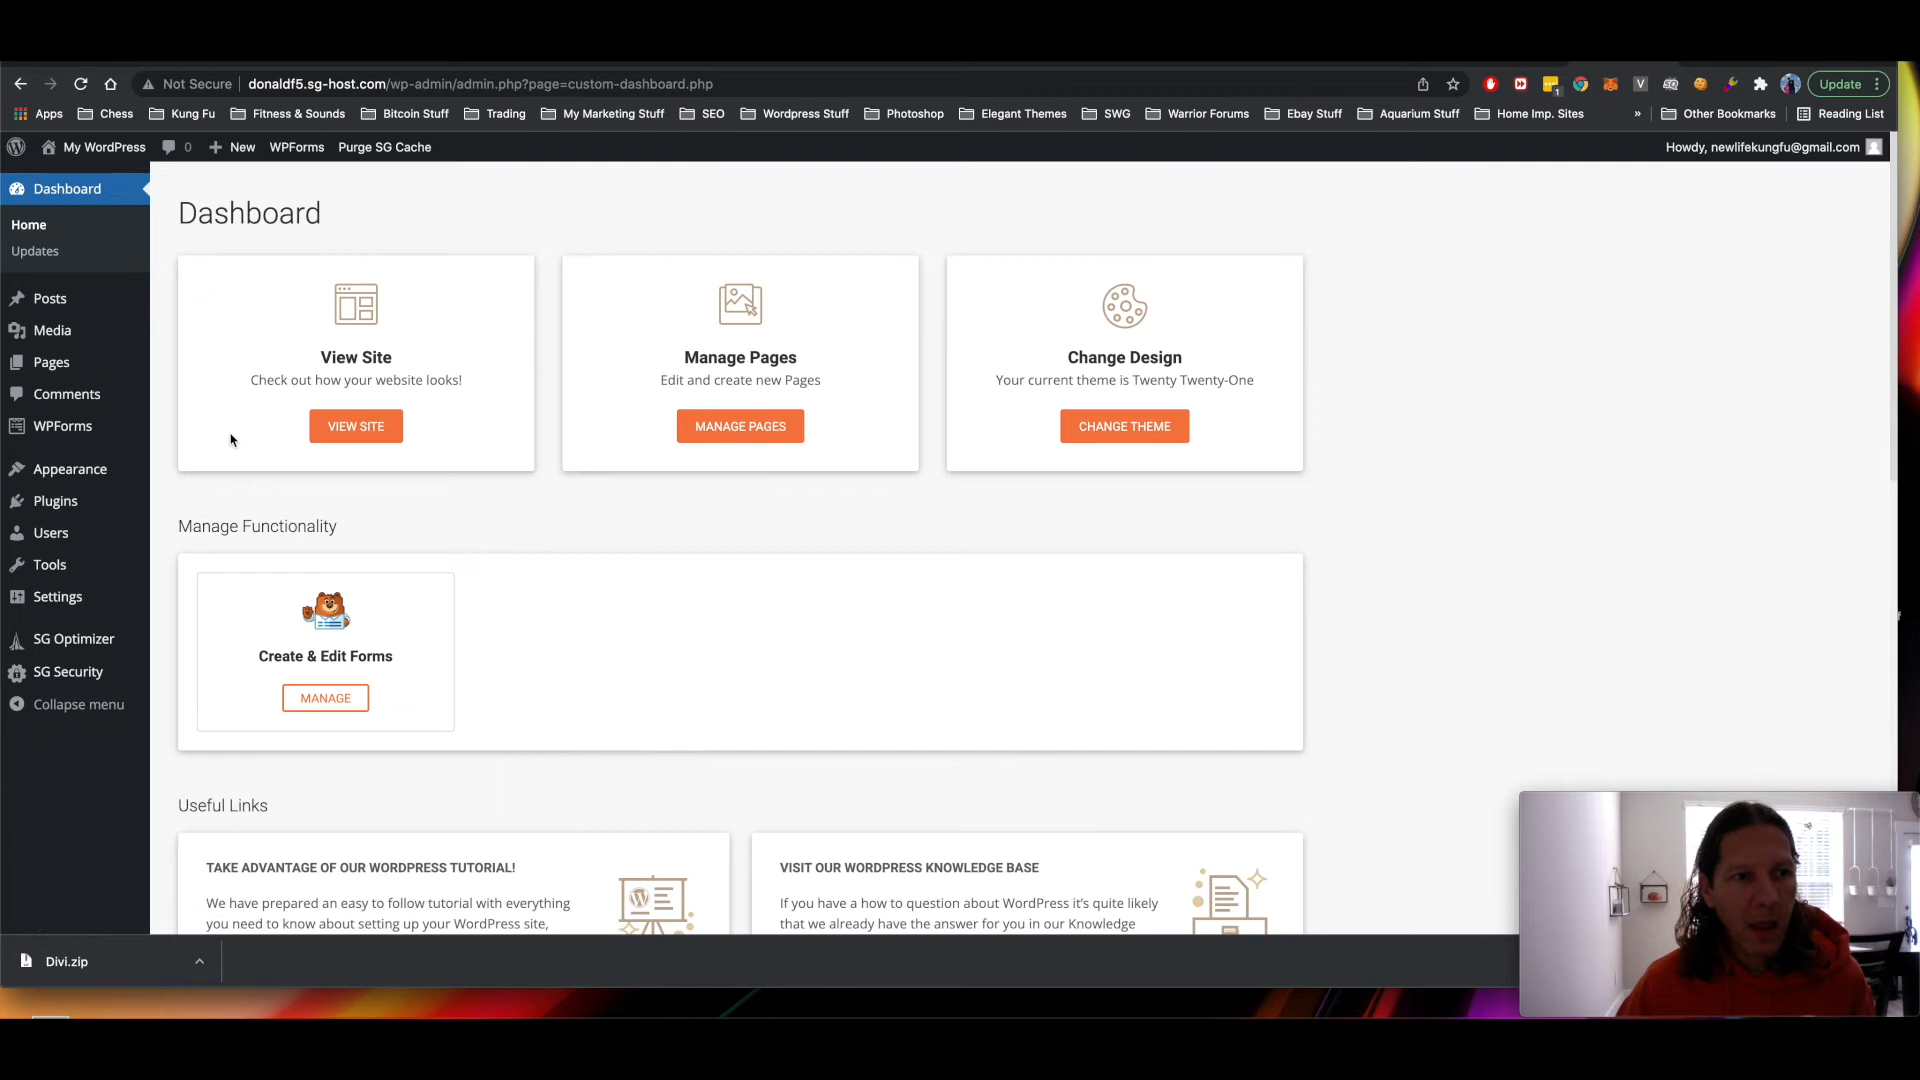 Not Secure | donaldf5.sg-host.com/wp-admin/admin.php?page=custom-dashboard.php
Update
Apps Chess Kung Fu Fitness & Sounds Bitcoin Stuff Trading My Marketing Stuff SEO Wordpress Stuff Photoshop Elegant Themes SWG Warrior Forums Ebay Stuff Aquarium Stuff Home Imp. Sites » Other Bookmarks Reading List
My WordPress 0 New WPForms Purge SG Cache Howdy, newlifekungfu@gmail.com
Dashboard
Home
Updates
Posts
Media
Pages
Comments
WPForms
Appearance
Plugins
Users
Tools
Settings
SG Optimizer
SG Security
Collapse menu
Dashboard
View Site
Check out how your website looks!
VIEW SITE
Manage Pages
Edit and create new Pages
MANAGE PAGES
Change Design
Your current theme is Twenty Twenty-One
CHANGE THEME
Manage Functionality
Create & Edit Forms
MANAGE
Useful Links
TAKE ADVANTAGE OF OUR WORDPRESS TUTORIAL!
We have prepared an easy to follow tutorial with everything
you need to know about setting up your WordPress site,
VISIT OUR WORDPRESS KNOWLEDGE BASE
If you have a how to question about WordPress it's quite likely
that we already have the answer for you in our Knowledge
Divi.zip